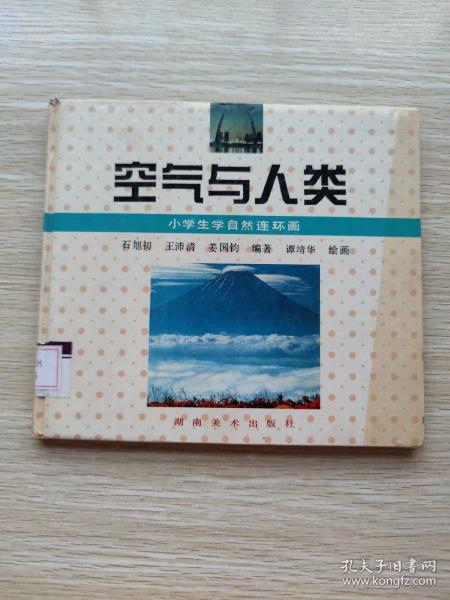 空气与人类
小学生学自然连环画
石旭初 王沛清 姜国钧 编著 谭靖华 绘画
湖南美术出版社
8
孔夫子旧书网
www.kongfz.com